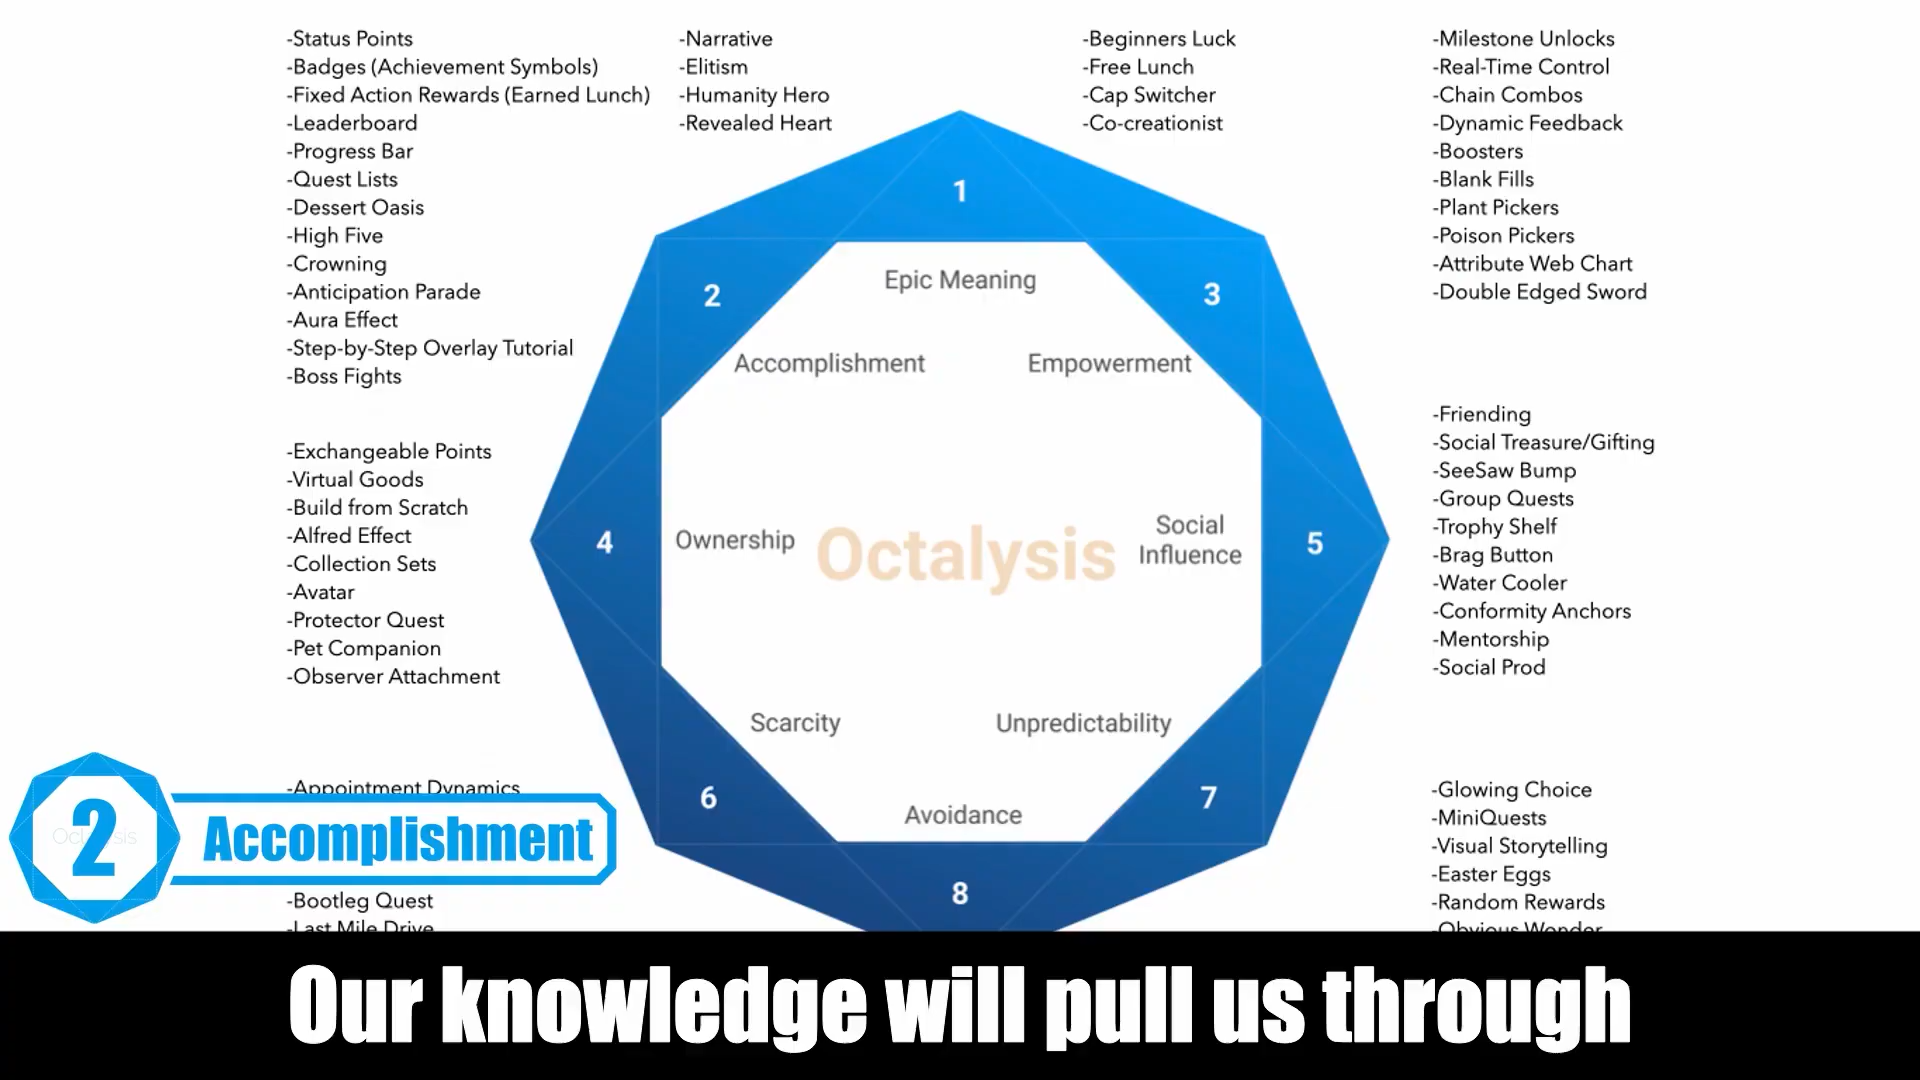 -Status Points
-Badges (Achievement Symbols)
-Fixed Action Rewards (Earned Lunch)
-Leaderboard
-Progress Bar
-Quest Lists
-Dessert Oasis
-High Five
-Crowning
-Anticipation Parade
-Aura Effect
-Step-by-Step Overlay Tutorial
-Boss Fights
-Narrative
-Elitism
-Humanity Hero
-Revealed Heart
-Beginners Luck
-Free Lunch
-Cap Switcher
-Co-creationist
-Milestone Unlocks
-Real-Time Control
-Chain Combos
-Dynamic Feedback
-Boosters
-Blank Fills
-Plant Pickers
-Poison Pickers
-Attribute Web Chart
-Double Edged Sword
1
2
3
Epic Meaning
Accomplishment
Empowerment
-Exchangeable Points
-Virtual Goods
-Build from Scratch
-Alfred Effect
-Collection Sets
-Avatar
-Protector Quest
-Pet Companion
-Observer Attachment
4
Ownership
Octalysis
Social
Influence
5
-Friending
-Social Treasure/Gifting
-SeeSaw Bump
-Group Quests
-Trophy Shelf
-Brag Button
-Water Cooler
-Conformity Anchors
-Mentorship
-Social Prod
Scarcity
Unpredictability
6
7
Avoidance
8
-Appointment Dynamics
2
Accomplishment
-Bootleg Quest
-Last Mile Drive
-Glowing Choice
-MiniQuests
-Visual Storytelling
-Easter Eggs
-Random Rewards
-Obvious Wonder
Our knowledge will pull us through